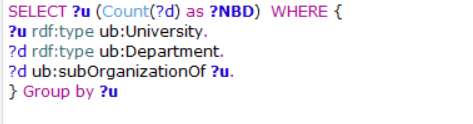 SELECT ?u (Count(?d) as ?NBD) WHERE {
?u rdf:type ub:University.
?d rdf:type ub:Department.
?d ub:subOrganizationOf ?u.
} Group by ?u